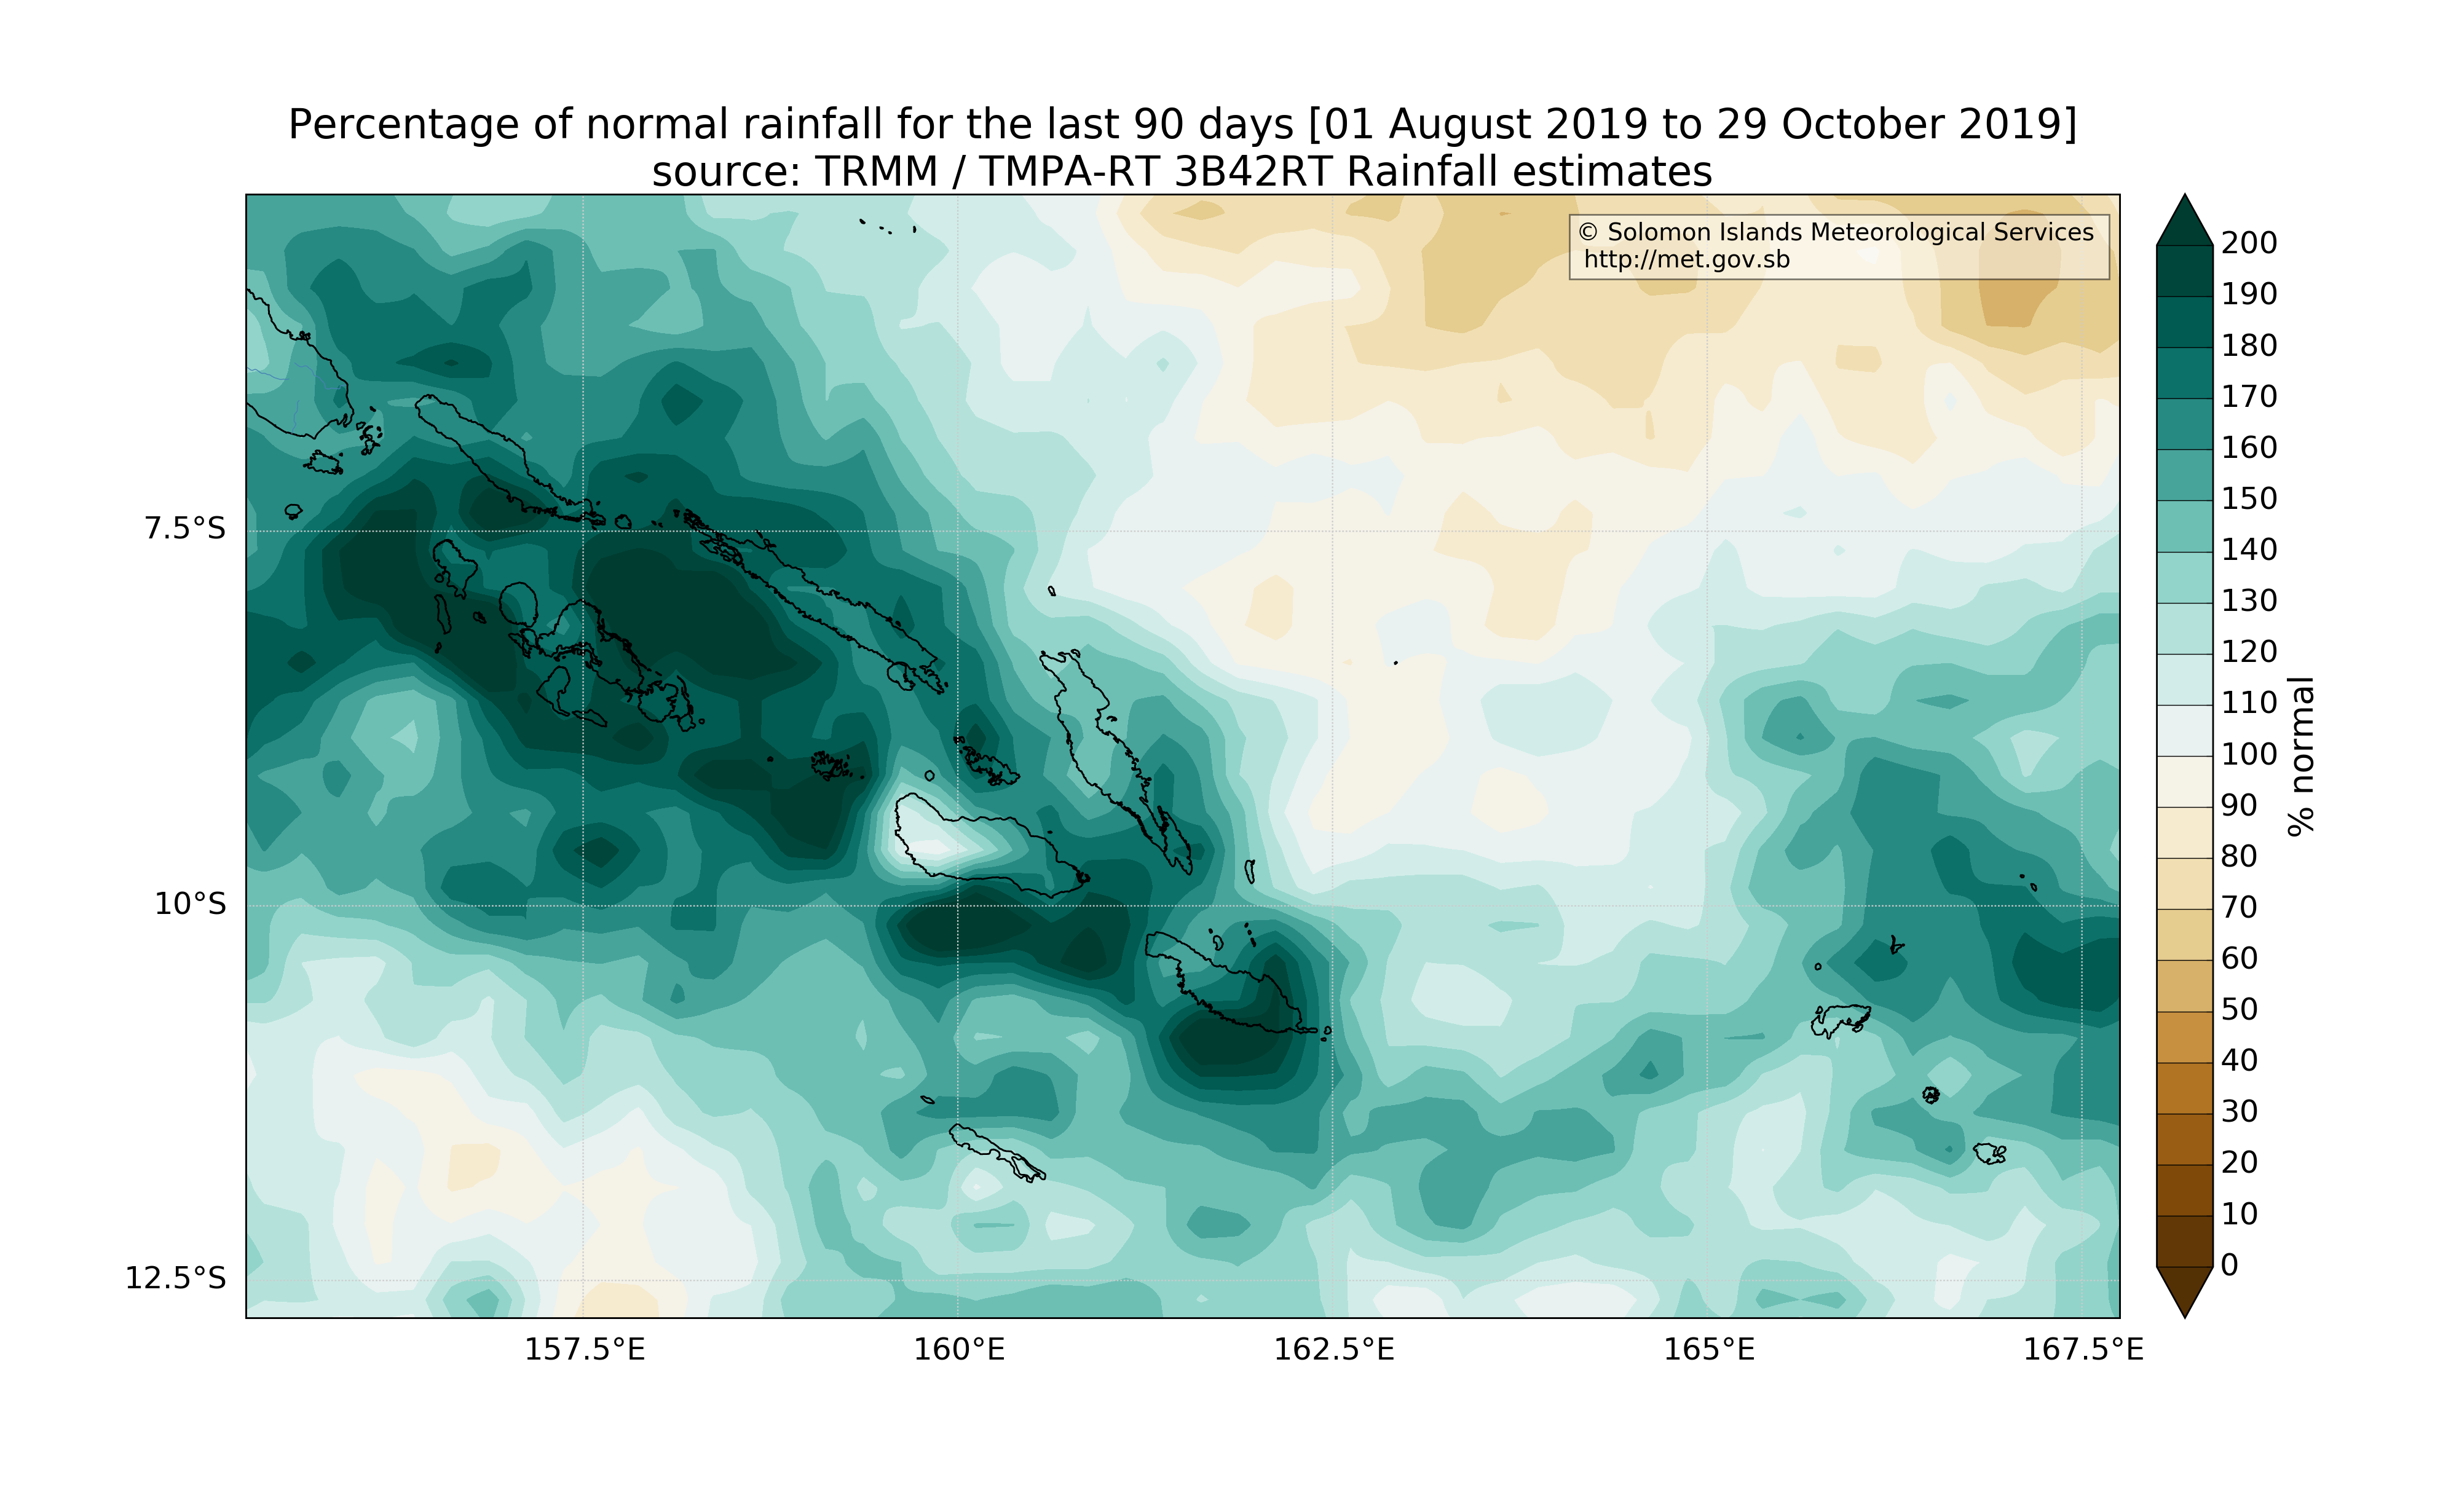 Percentage of normal rainfall for the last 90 days [01 August 2019 to 29 October 2019]
source: TRMM / TMPA-RT 3B42RT Rainfall estimates
© Solomon Islands Meteorological Services
http://met.gov.sb
7.5°S
10°S
12.5°S
157.5°E
160°E
162.5°E
165°E
167.5°E
200
190
180
170
160
150
140
130
120
110
100
90
80
70
60
50
40
30
20
10
0
% normal